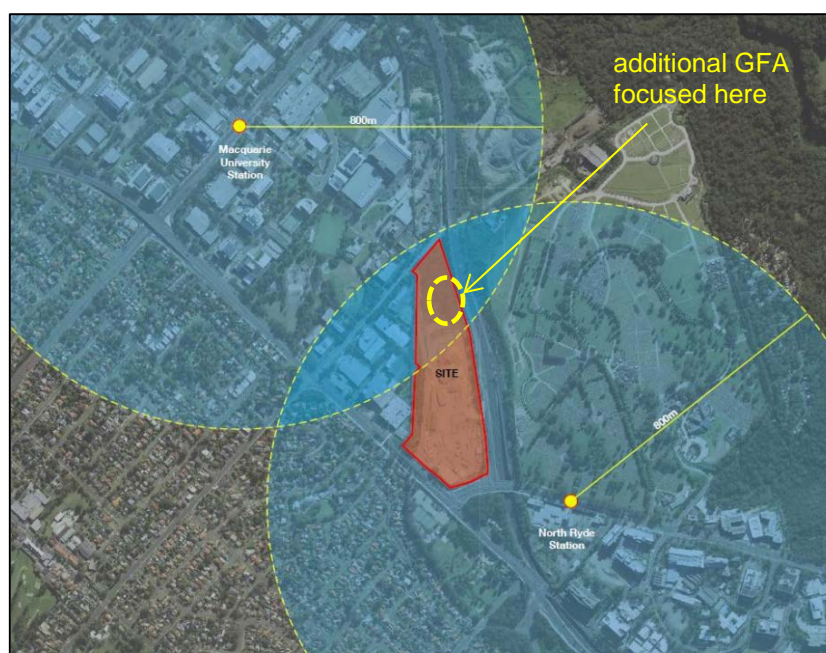 additional GFA
focused here
800m
Macquarie
University
Station
SITE
800m
North Ryde
Station